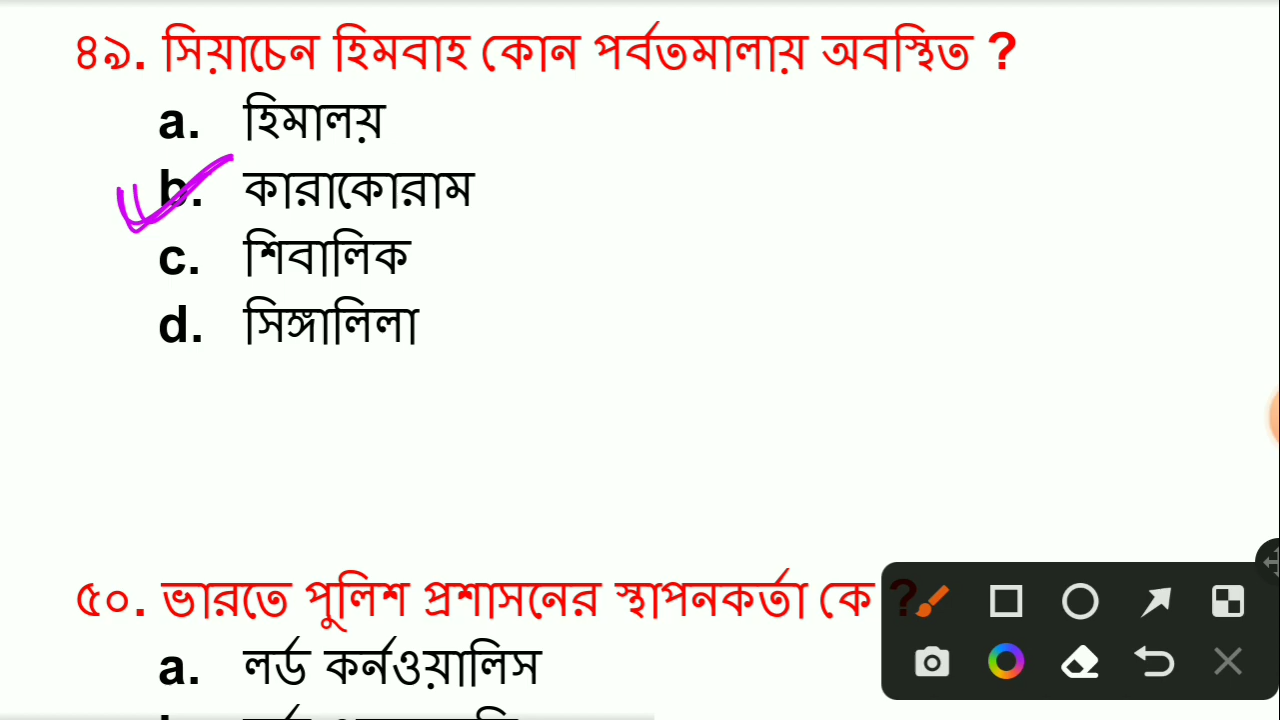 ৪৯. সিয়াচেন হিমবাহ কোন পর্বতমালায় অবস্থিত ?
a. হিমালয়
b. কারাকোরাম
c. শিবালিক
d. সিঙ্গালিলা
৫০. ভারতে পুলিশ প্রশাসনের স্থাপনকর্তা কে ?
a. লর্ড কর্নওয়ালিস